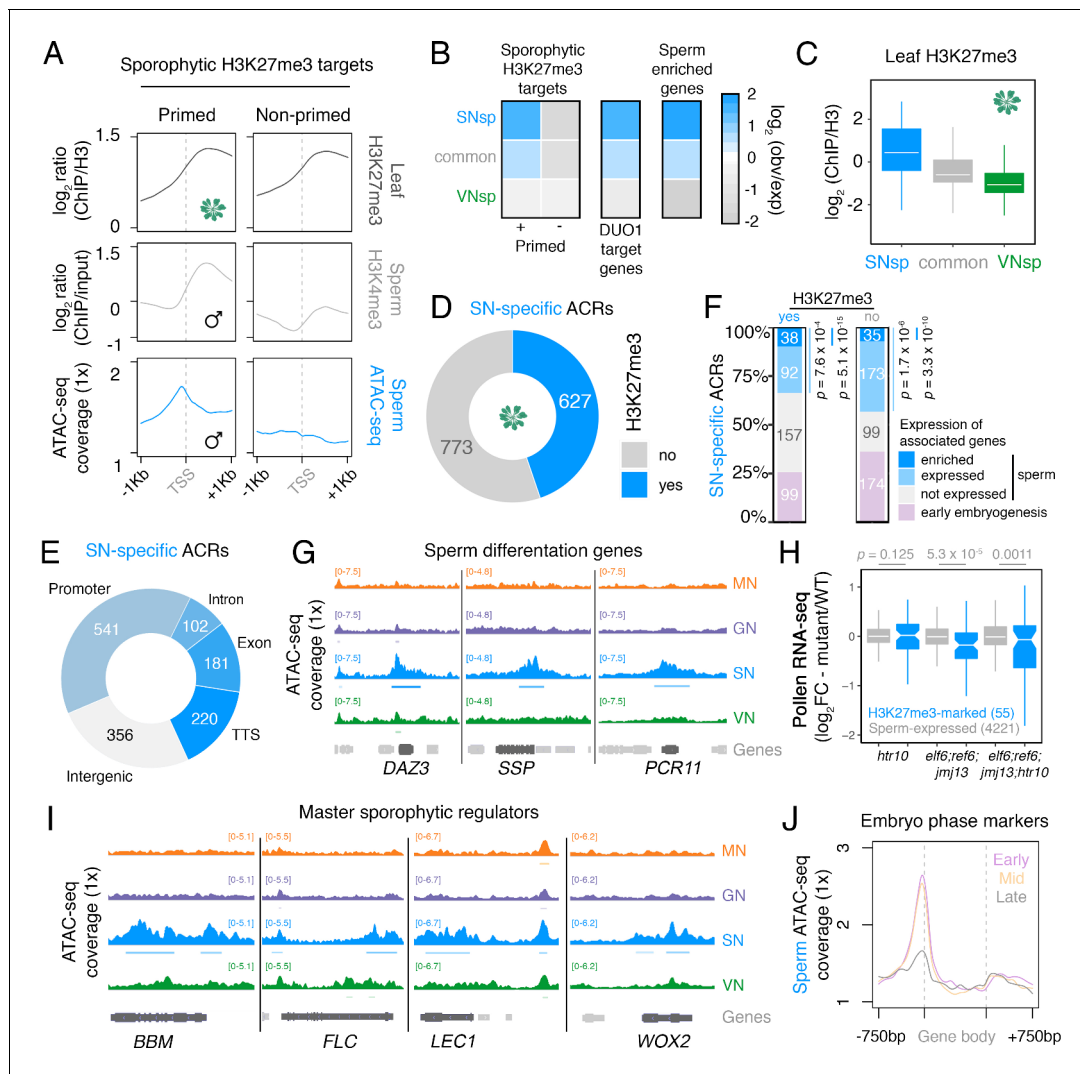 A
Sporophytic H3K27me3 targets
Primed
Non-primed
1.5
0
log2 ratio
(ChIP/H3)
Leaf
H3K27me3
1.5
0
-1
log2 ratio
(ChIP/input)
Sperm
H3K4me3
♂
2
1
ATAC-seq
coverage (1x)
Sperm
ATAC-seq
♂
-1Kb
TSS
+1Kb
-1Kb
TSS
+1Kb
B
Sporophytic
H3K27me3
targets
Sperm
enriched
genes
SNsp
common
VNsp
+ -
Primed
DUO1
target
genes
2
1
0
-1
-2
log2 (obv/exp)
C
Leaf H3K27me3
log2 (ChIP/H3)
2
0
-2
SNsp common VNsp
D
SN-specific ACRs
627
773
H3K27me3
no
yes
E
SN-specific ACRs
Promoter
541
Intron
102
Exon
181
TTS
220
Intergenic
356
F
H3K27me3
yes
no
SN-specific ACRs
100%
75%
50%
25%
0%
38
92
157
99
35
173
99
174
p = 7.6 x 10-4
p = 5.1 x 10-15
p = 1.7 x 10-6
p = 3.3 x 10-10
Expression of
associated genes
enriched
expressed
not expressed
sperm
early embryogenesis
G
Sperm differentation genes
ATAC-seq
coverage (1x)
[0-7.5] [0-4.8] [0-7.5] MN
[0-7.5] [0-4.8] [0-7.5] GN
[0-7.5] [0-4.8] [0-7.5] SN
[0-7.5] [0-4.8] [0-7.5] VN
Genes
DAZ3 SSP PCR11
H
p = 0.125 5.3 x 10-5 0.0011
Pollen RNA-seq
(log2FC - mutant/WT)
1
0
−1
−2
H3K27me3-marked (55)
Sperm-expressed (4221)
htr10
elf6;ref6;
jmj13
elf6;ref6;
jmj13;htr10
I
Master sporophytic regulators
ATAC-seq
coverage (1x)
[0-5.1] [0-5.5] [0-6.7] [0-6.2] MN
[0-5.1] [0-5.5] [0-6.7] [0-6.2] GN
[0-5.1] [0-5.5] [0-6.7] [0-6.2] SN
[0-5.1] [0-5.5] [0-6.7] [0-6.2] VN
Genes
BBM FLC LEC1 WOX2
J
Embryo phase markers
Sperm ATAC-seq
coverage (1x)
3
2
1
Early
Mid
Late
-750bp Gene body +750bp